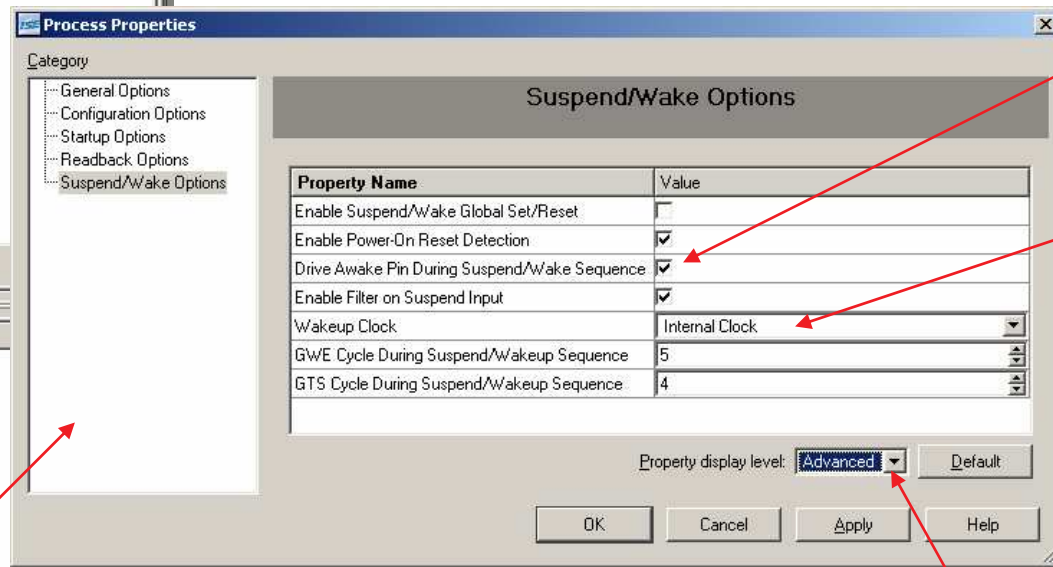 ISE Process Properties
Category
General Options
Configuration Options
Startup Options
Readback Options
Suspend/Wake Options
Suspend/Wake Options
Property Name Value
Enable Suspend/Wake Global Set/Reset
Enable Power-On Reset Detection
Drive Awake Pin During Suspend/Wake Sequence
Enable Filter on Suspend Input
Wakeup Clock Internal Clock
GWE Cycle During Suspend/Wakeup Sequence 5
GTS Cycle During Suspend/Wakeup Sequence 4
Property display level: Advanced Default
OK Cancel Apply Help